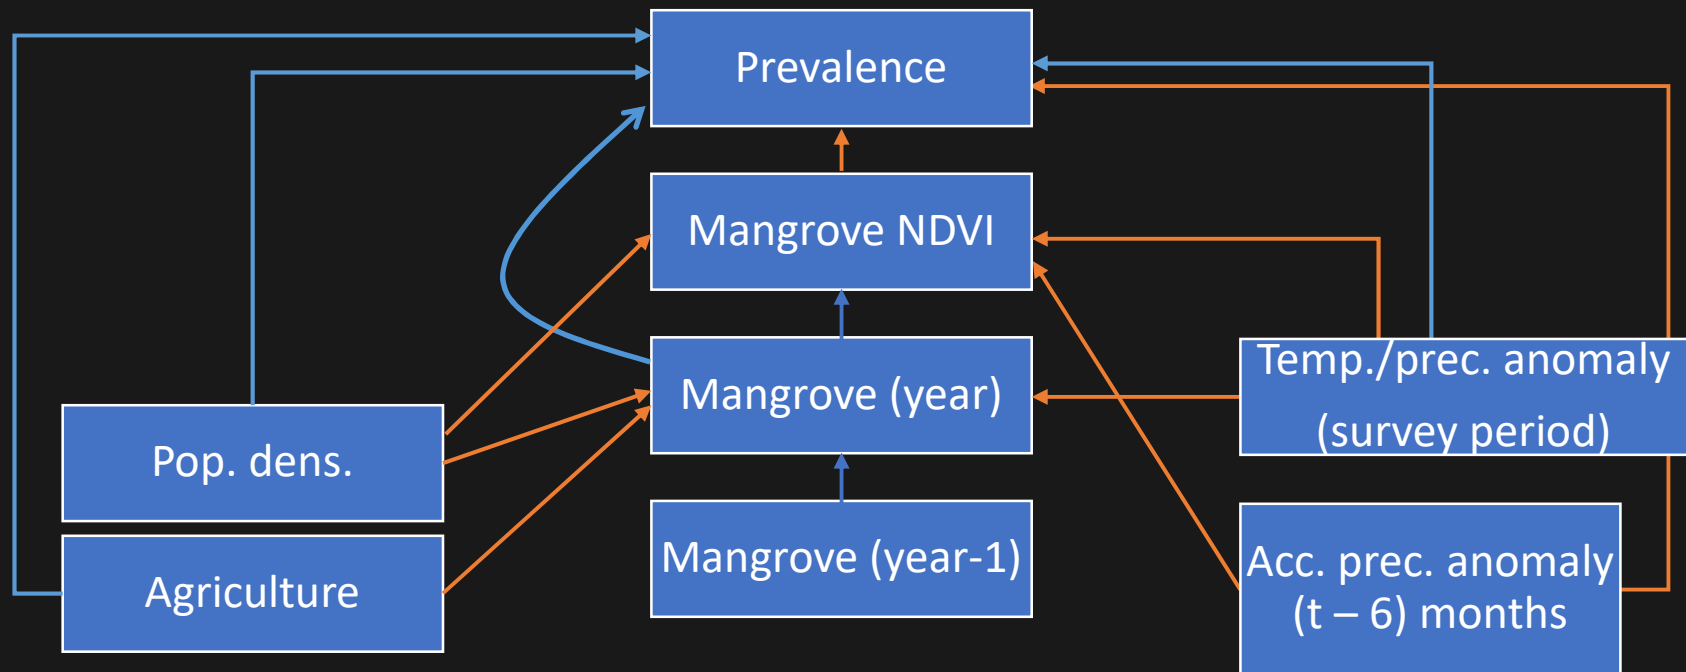 Prevalence
Mangrove NDVI
Mangrove (year)
Mangrove (year-1)
Pop. dens.
Agriculture
Temp./prec. anomaly
(survey period)
Acc. prec. anomaly
(t – 6) months